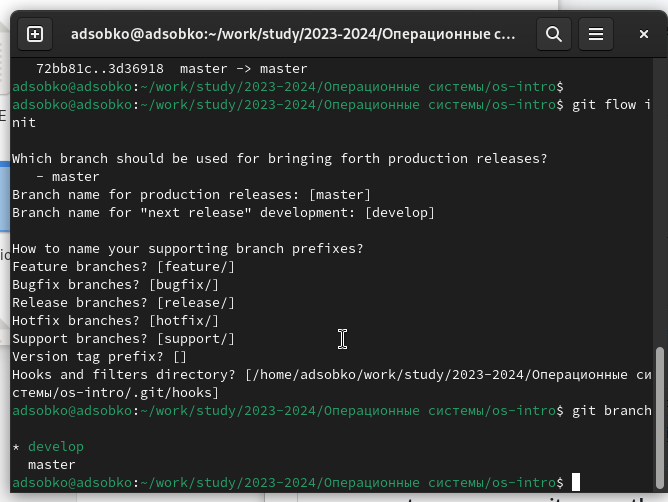 adsobko@adsobko:~/work/study/2023-2024/Операционные с...
72bb81c..3d36918  master -> master
adsobko@adsobko:~/work/study/2023-2024/Операционные системы/os-intro$
adsobko@adsobko:~/work/study/2023-2024/Операционные системы/os-intro$ git flow i
nit
Which branch should be used for bringing forth production releases?
- master
Branch name for production releases: [master]
Branch name for "next release" development: [develop]
How to name your supporting branch prefixes?
Feature branches? [feature/]
Bugfix branches? [bugfix/]
Release branches? [release/]
Hotfix branches? [hotfix/]
Support branches? [support/]
Version tag prefix? []
Hooks and filters directory? [/home/adsobko/work/study/2023-2024/Операционные си
стемы/os-intro/.git/hooks]
adsobko@adsobko:~/work/study/2023-2024/Операционные системы/os-intro$ git branch
* develop
master
adsobko@adsobko:~/work/study/2023-2024/Операционные системы/os-intro$